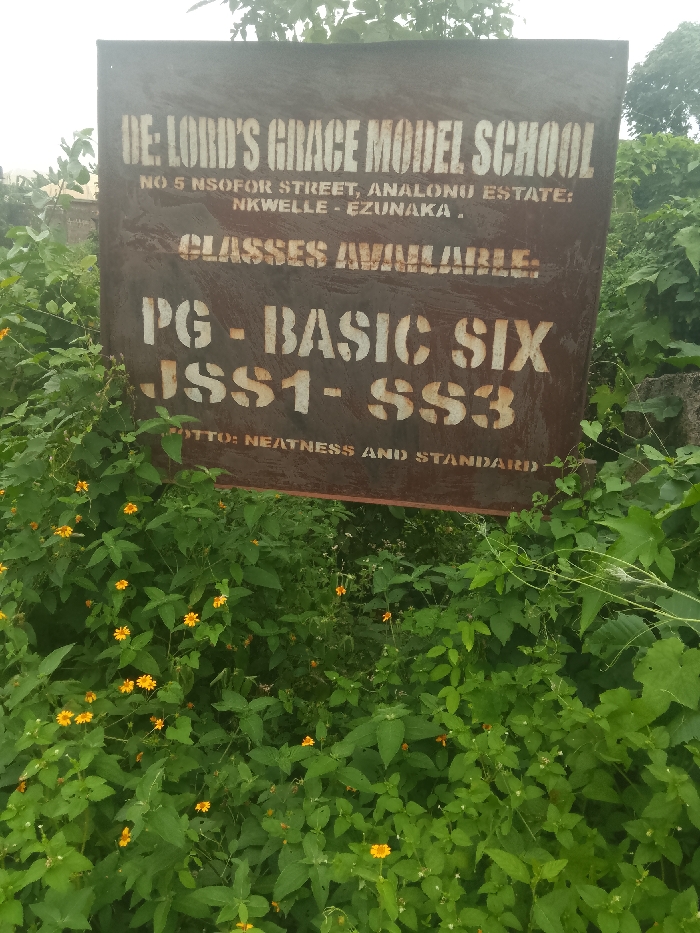 DE: LORD'S GRACE MODEL SCHOOL
NO 5 NSOFOR STREET, ANALONU ESTATE:
NKWELLE - EZUNAKA .
CLASSES AVAILABLE:
PG - BASIC SIX
JSS1 - SS3
MOTTO: NEATNESS AND STANDARD